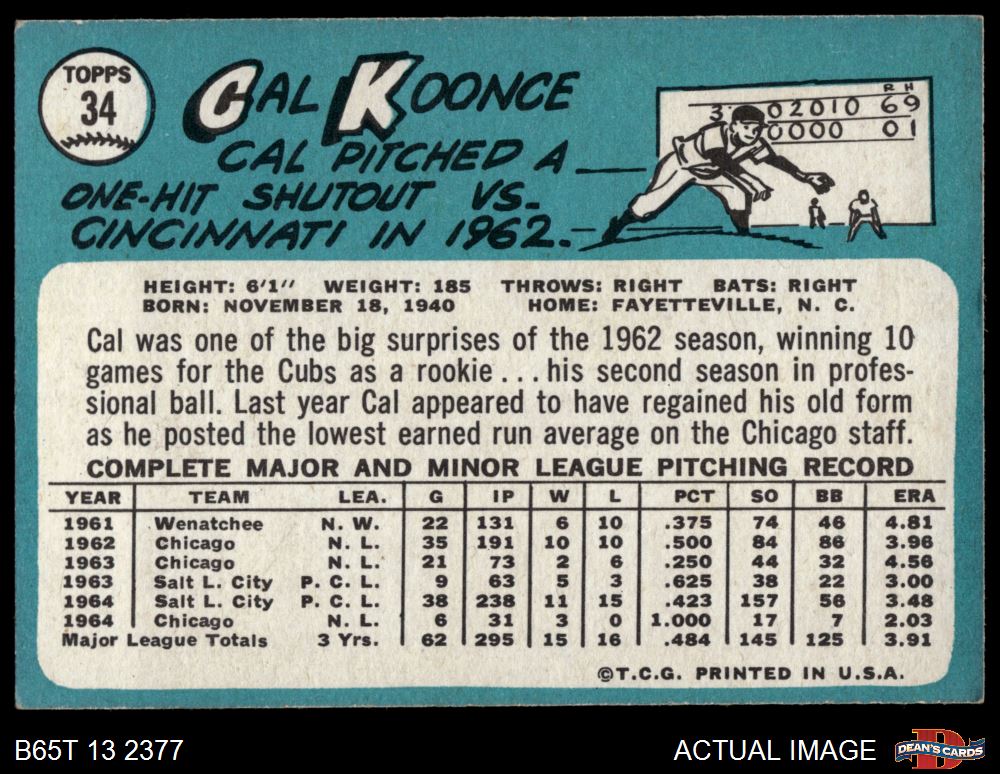 TOPPS
34
CAL KOONCE
CAL PITCHED A
ONE-HIT SHUTOUT VS.
CINCINNATI IN 1962.
R H
3 02010 69
0000 01
HEIGHT: 6'1" WEIGHT: 185 THROWS: RIGHT BATS: RIGHT
BORN: NOVEMBER 18, 1940 HOME: FAYETTEVILLE, N. C.
Cal was one of the big surprises of the 1962 season, winning 10
games for the Cubs as a rookie...his second season in profes-
sional ball. Last year Cal appeared to have regained his old form
as he posted the lowest earned run average on the Chicago staff.
COMPLETE MAJOR AND MINOR LEAGUE PITCHING RECORD
YEAR TEAM LEA. G IP W L PCT SO BB ERA
1961 Wenatchee N. W. 22 131 6 10 .375 74 46 4.81
1962 Chicago N. L. 35 191 10 10 .500 84 86 3.96
1963 Chicago N. L. 21 73 2 6 .250 44 32 4.56
1963 Salt L. City P. C. L. 9 63 5 3 .625 38 22 3.00
1964 Salt L. City P. C. L. 38 238 11 15 .423 157 56 3.48
1964 Chicago N. L. 6 31 3 0 1.000 17 7 2.03
Major League Totals 3 Yrs. 62 295 15 16 .484 145 125 3.91
©T.C.G. PRINTED IN U.S.A.
B65T 13 2377 ACTUAL IMAGE DEAN'S CARDS